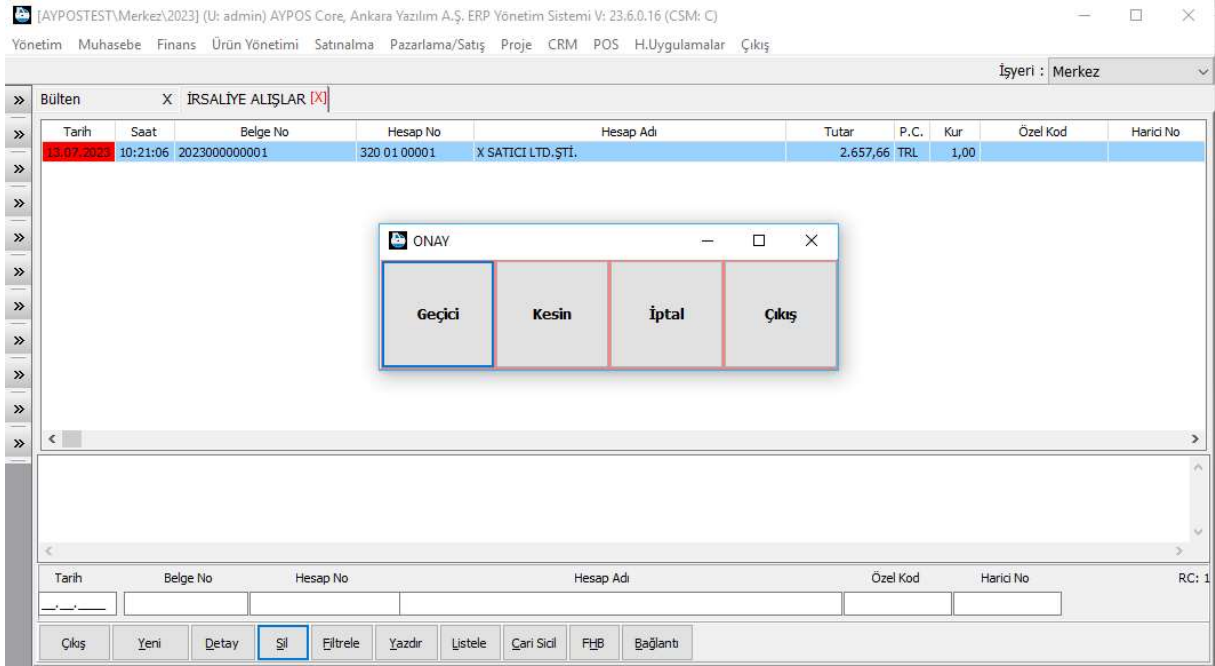 [AYPOSTEST\Merkez\2023] (U: admin) AYPOS Core, Ankara Yazılım A.Ş. ERP Yönetim Sistemi V: 23.6.0.16 (CSM: C)
Yönetim Muhasebe Finans Ürün Yönetimi Satınalma Pazarlama/Satış Proje CRM POS H.Uygulamalar Çıkış
İşyeri : Merkez
Bülten X İRSALİYE ALIŞLAR [X]
Tarih Saat Belge No Hesap No Hesap Adı Tutar P.C. Kur Özel Kod Harici No
13.07.2023 10:21:06 2023000000001 320 01 00001 X SATICI LTD.ŞTİ. 2.657,66 TRL 1,00
ONAY
Geçici Kesin İptal Çıkış
Tarih Belge No Hesap No Hesap Adı Özel Kod Harici No RC: 1
__.__.____
Çıkış Yeni Detay Sil Filtrele Yazdır Listele Cari Sicil FHB Bağlantı